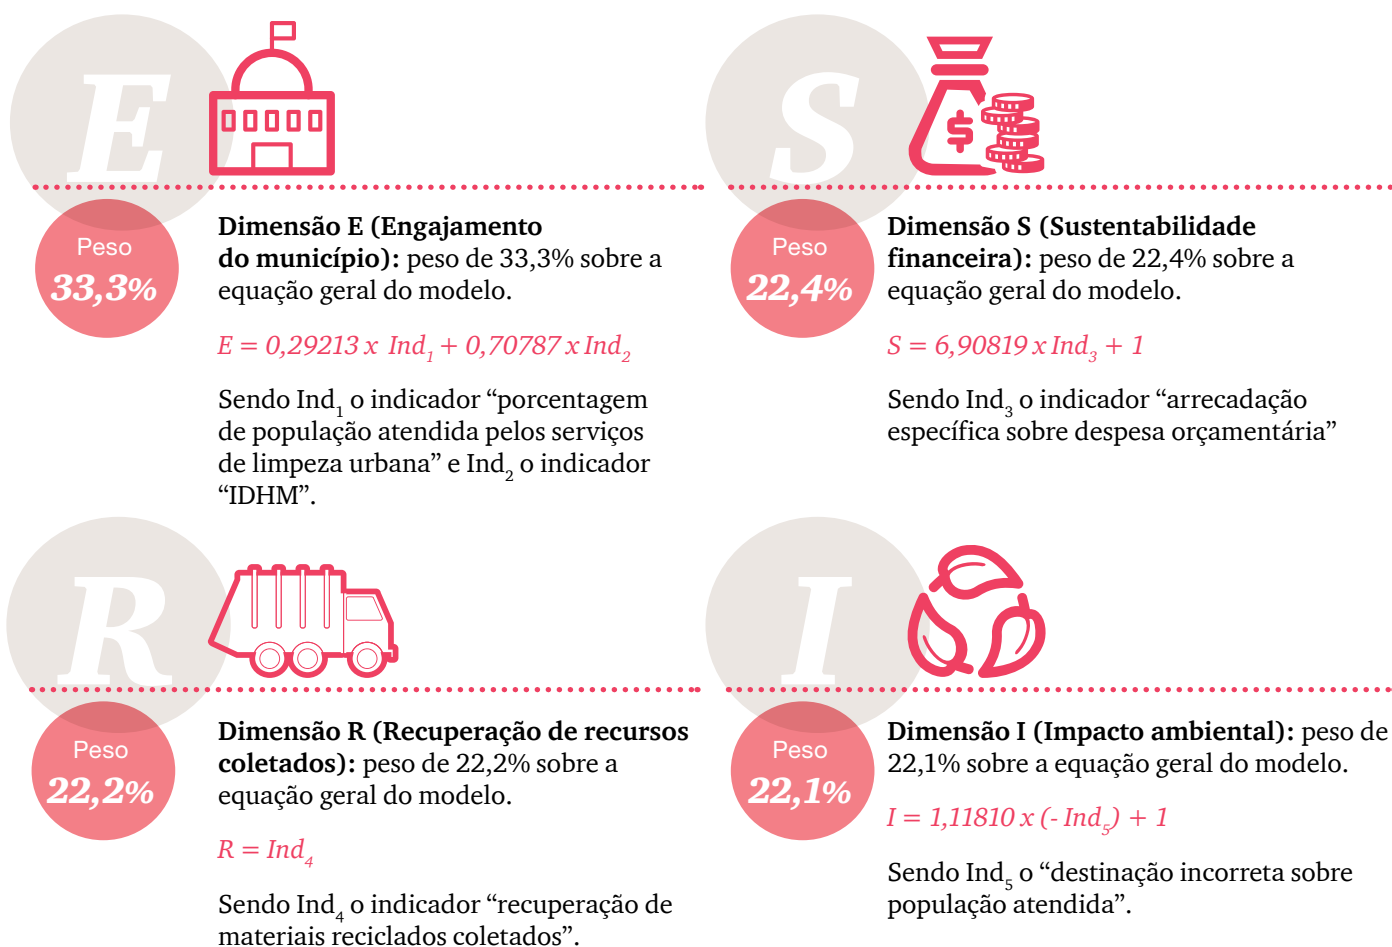 E
Peso
33,3%
Dimensão E (Engajamento
do município): peso de 33,3% sobre a
equação geral do modelo.
E = 0,29213 x Ind1 + 0,70787 x Ind2
Sendo Ind1 o indicador “porcentagem
de população atendida pelos serviços
de limpeza urbana” e Ind2 o indicador
“IDHM”.
S
$
Peso
22,4%
Dimensão S (Sustentabilidade
financeira): peso de 22,4% sobre a
equação geral do modelo.
S = 6,90819 x Ind3 + 1
Sendo Ind3 o indicador “arrecadação
específica sobre despesa orçamentária”
R
Peso
22,2%
Dimensão R (Recuperação de recursos
coletados): peso de 22,2% sobre a
equação geral do modelo.
R = Ind4
Sendo Ind4 o indicador “recuperação de
materiais reciclados coletados”.
I
Peso
22,1%
Dimensão I (Impacto ambiental): peso de
22,1% sobre a equação geral do modelo.
I = 1,11810 x (- Ind5) + 1
Sendo Ind5 o “destinação incorreta sobre
população atendida”.